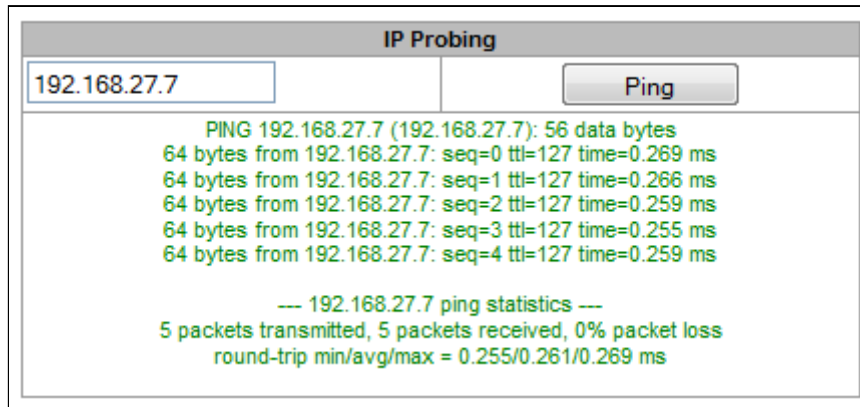 IP Probing
192.168.27.7
Ping
PING 192.168.27.7 (192.168.27.7): 56 data bytes
64 bytes from 192.168.27.7: seq=0 ttl=127 time=0.269 ms
64 bytes from 192.168.27.7: seq=1 ttl=127 time=0.266 ms
64 bytes from 192.168.27.7: seq=2 ttl=127 time=0.259 ms
64 bytes from 192.168.27.7: seq=3 ttl=127 time=0.255 ms
64 bytes from 192.168.27.7: seq=4 ttl=127 time=0.259 ms
--- 192.168.27.7 ping statistics ---
5 packets transmitted, 5 packets received, 0% packet loss
round-trip min/avg/max = 0.255/0.261/0.269 ms